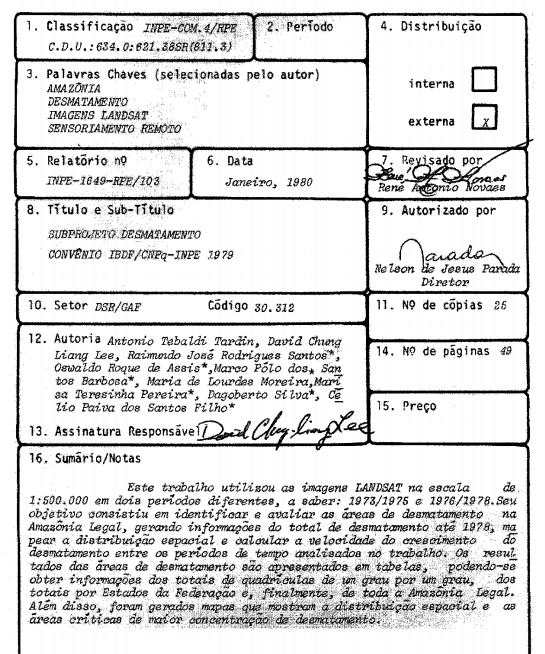 1. Classificação INPE-COM.4/RPE
C.D.U.:634.0:621.38SR(811.3)
2. Período
4. Distribuição
interna
externa X
3. Palavras Chaves (selecionadas pelo autor)
AMAZÔNIA
DESMATAMENTO
IMAGENS LANDSAT
SENSORIAMENTO REMOTO
5. Relatório nº
INPE-1649-RPE/103
6. Data
Janeiro, 1980
7. Revisado por
René Antonio Novaes
8. Título e Sub-Título
SUBPROJETO DESMATAMENTO
CONVÊNIO IBDF/CNPq-INPE 1979
9. Autorizado por
Parada
Nelson de Jesus Parada
Diretor
10. Setor DSR/GAF
Código 30.312
11. Nº de cópias 26
12. Autoria Antonio Tebaldi Tardin, David Chung
Liang Lee, Raimundo José Rodrigues Santos*,
Oswaldo Roque de Assis*,Marco Pôlo dos, San
tos Barbosa*, Maria de Lourdes Moreira,Mari
sa Teresinha Pereira*, Dagoberto Silva*, Cé
lio Paiva dos Santos Filho*
14. Nº de páginas 49
13. Assinatura Responsável David Chung-liang Lee
15. Preço
16. Sumário/Notas
Este trabalho utilizou as imagens LANDSAT na escala de
1:500.000 em dois períodos diferentes, a saber: 1973/1975 e 1976/1978.Seu
objetivo consistiu em identificar e avaliar as áreas de desmatamento na
Amazônia Legal, gerando informações do total de desmatamento até 1978, ma
pear a distribuição espacial e calcular a velocidade do crescimento do
desmatamento entre os períodos de tempo analisados no trabalho. Os resul
tados das áreas de desmatamento são apresentados em tabelas, podendo-se
obter informações dos totais de quadrículas de um grau por um grau, dos
totais por Estados da Federação e, finalmente, de toda a Amazônia Legal.
Além disso, foram gerados mapas que mostram a distribuição espacial e as
áreas críticas de maior concentração de desmatamento.